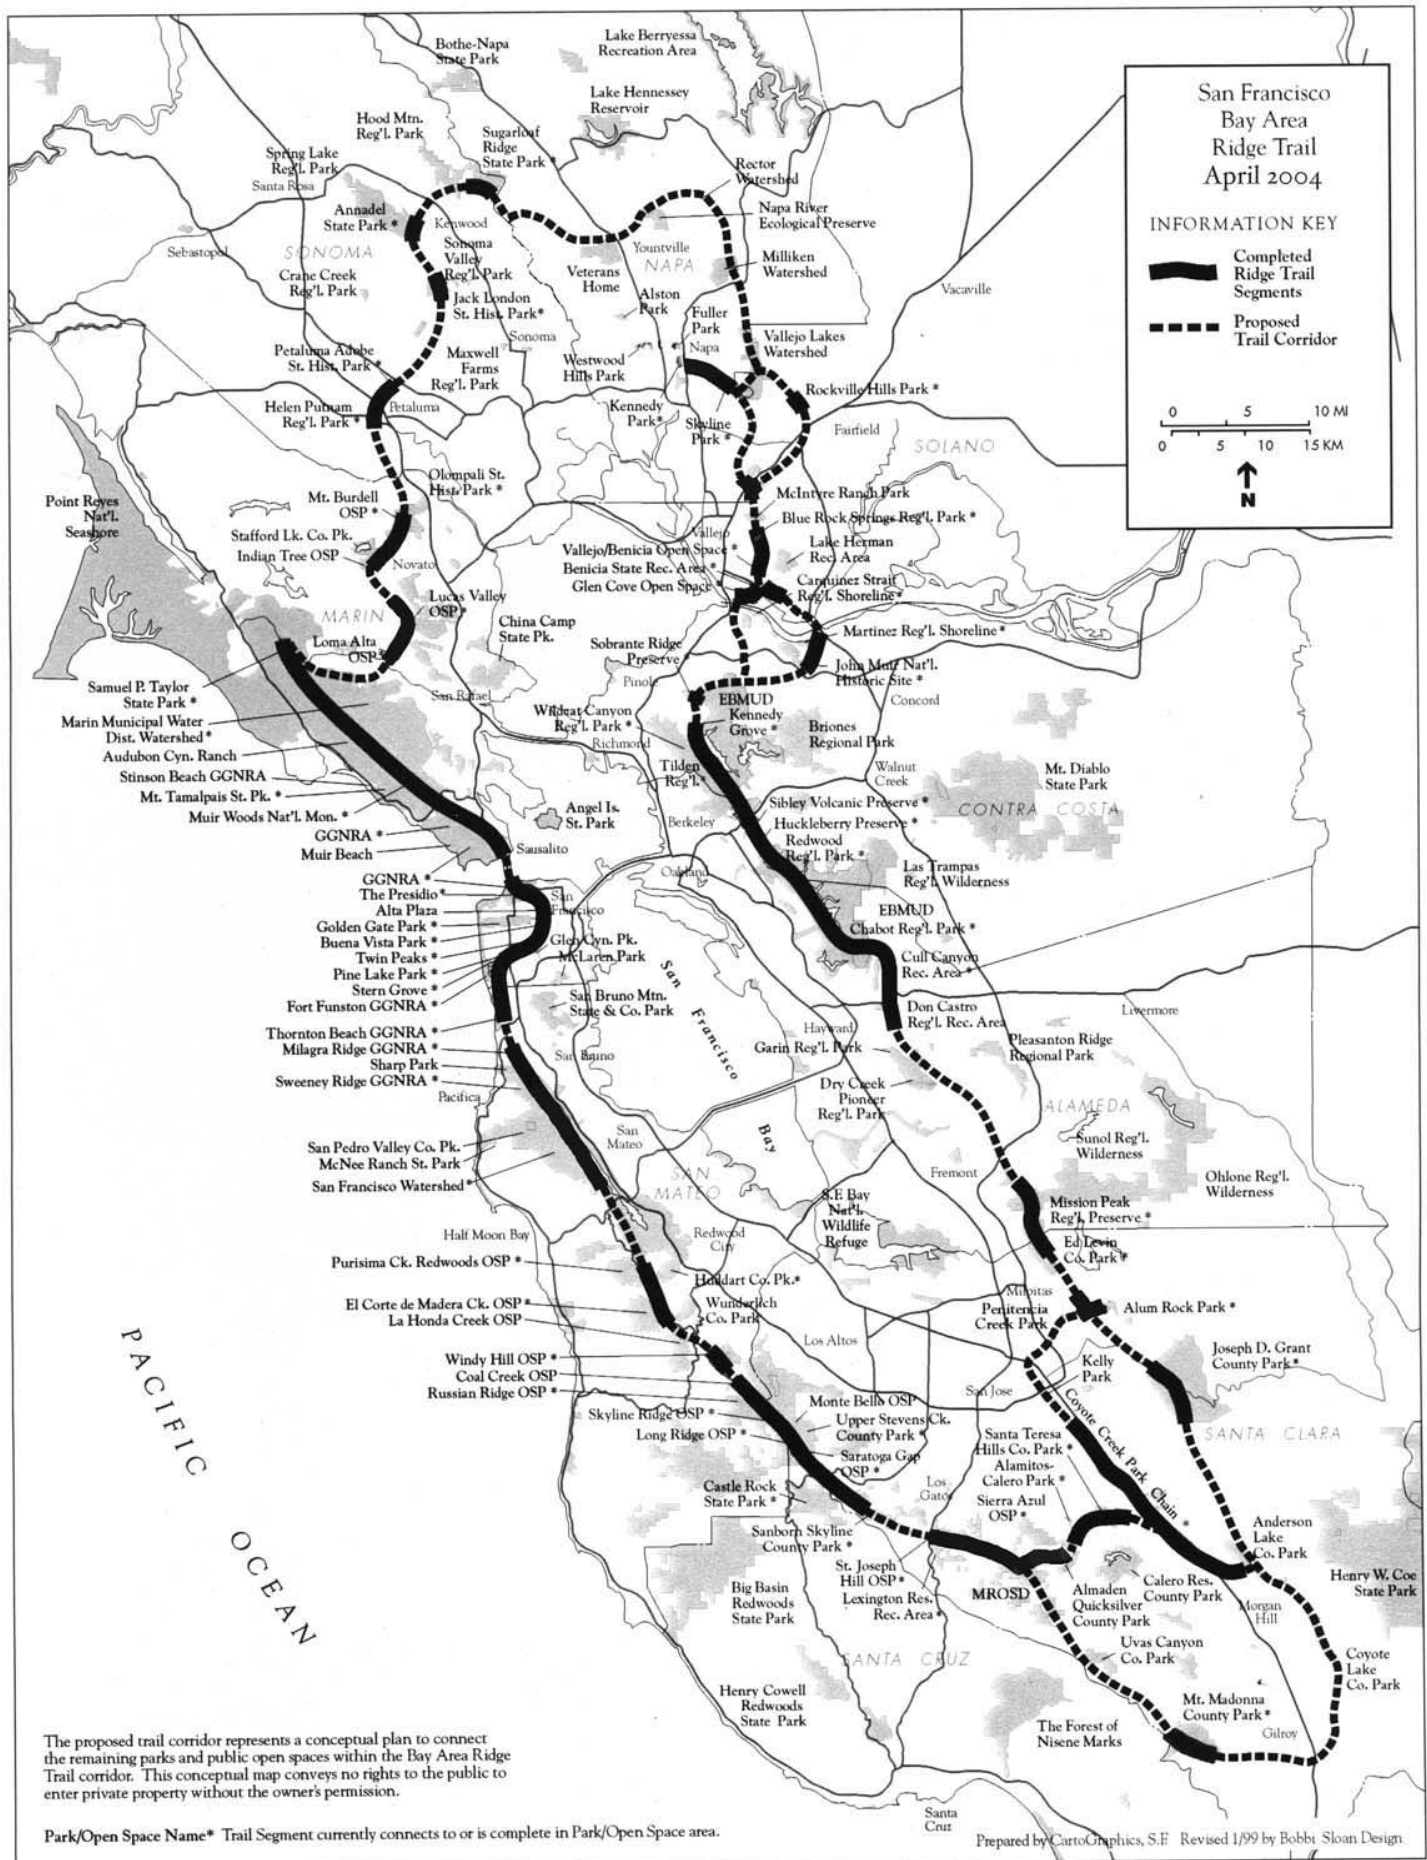 Bothe-Napa
State Park
Lake Berryessa
Recreation Area
Lake Hennessey
Reservoir
Hood Mtn.
Reg'l. Park
Sugarloaf
Ridge
State Park *
Spring Lake
Reg'l. Park
Santa Rosa
Rector
Watershed
Annadel
State Park *
Kenwood
Napa River
Ecological Preserve
Sebastopol
SONOMA
Sonoma
Valley
Reg'l. Park
Yountville
NAPA
Milliken
Watershed
Crane Creek
Reg'l. Park
Veterans
Home
Jack London
St. Hist. Park*
Alston
Park
Vacaville
Fuller
Park
Sonoma
Napa
Vallejo Lakes
Watershed
Petaluma Adobe
St. Hist. Park *
Maxwell
Farms
Reg'l. Park
Westwood
Hills Park
Rockville Hills Park *
Helen Putnam
Reg'l. Park *
Petaluma
Kennedy
Park*
Skyline
Park *
Fairfield
SOLANO
San Francisco
Bay Area
Ridge Trail
April 2004
INFORMATION KEY
Completed
Ridge Trail
Segments
Proposed
Trail Corridor
0 5 10 MI
0 5 10 15 KM
N
Point Reyes
Nat'l.
Seashore
Olompali St.
Hist. Park *
Mt. Burdell
OSP *
McIntyre Ranch Park
Stafford Lk. Co. Pk.
Blue Rock Springs Reg'l. Park *
Vallejo
Indian Tree OSP
Novato
Vallejo/Benicia Open Space *
Lake Herman
Rec. Area
Benicia State Rec. Area *
Glen Cove Open Space *
Carquinez Strait
Reg'l. Shoreline*
MARIN
Lucas Valley
OSP*
China Camp
State Pk.
Loma Alta
OSP
Martinez Reg'l. Shoreline *
Sobrante Ridge
Preserve
Samuel P. Taylor
State Park *
San Rafael
Pinole
John Muir Nat'l.
Historic Site *
Marin Municipal Water
Dist. Watershed *
EBMUD
Kennedy
Grove *
Concord
Audubon Cyn. Ranch
Wildcat Canyon
Reg'l. Park *
Richmond
Briones
Regional Park
Stinson Beach GGNRA
Tilden
Reg'l.*
Walnut
Creek
Mt. Diablo
State Park
Mt. Tamalpais St. Pk. *
Muir Woods Nat'l. Mon. *
Angel Is.
St. Park
Sibley Volcanic Preserve *
CONTRA COSTA
GGNRA *
Berkeley
Huckleberry Preserve *
Muir Beach
Sausalito
Redwood
Reg'l. Park *
GGNRA *
Oakland
Las Trampas
Reg'l. Wilderness
The Presidio *
San
Francisco
Alta Plaza
EBMUD
Golden Gate Park *
Chabot Reg'l. Park *
Buena Vista Park *
Glen Cyn. Pk.
Twin Peaks *
McLaren Park
Cull Canyon
Rec. Area *
Pine Lake Park *
Stern Grove *
San Bruno Mtn.
State & Co. Park
San
Francisco
Bay
Fort Funston GGNRA *
Don Castro
Reg'l. Rec. Area
Livermore
Thornton Beach GGNRA *
Hayward
Milagra Ridge GGNRA *
San Bruno
Garin Reg'l. Park
Pleasanton Ridge
Regional Park
Sharp Park
Sweeney Ridge GGNRA *
Pacifica
Dry Creek
Pioneer
Reg'l. Park
ALAMEDA
San Pedro Valley Co. Pk.
San
Mateo
Sunol Reg'l.
Wilderness
McNee Ranch St. Park
San Francisco Watershed *
SAN
MATEO
Fremont
Ohlone Reg'l.
Wilderness
S.F. Bay
Nat'l.
Wildlife
Refuge
Mission Peak
Reg'l. Preserve *
Half Moon Bay
Redwood
City
Ed Levin
Co. Park *
Purisima Ck. Redwoods OSP *
Huddart Co. Pk.*
Milpitas
El Corte de Madera Ck. OSP *
Wunderlich
Co. Park
Penitencia
Creek Park
Alum Rock Park *
La Honda Creek OSP
Los Altos
Windy Hill OSP *
Kelly
Park
Joseph D. Grant
County Park *
Coal Creek OSP
Russian Ridge OSP *
San Jose
Monte Bello OSP
Coyote Creek Park Chain *
Skyline Ridge OSP *
Upper Stevens Ck.
County Park *
Santa Teresa
Hills Co. Park *
SANTA CLARA
Long Ridge OSP *
Saratoga Gap
OSP *
Alamitos-
Calero Park *
Castle Rock
State Park *
Los
Gatos
Sierra Azul
OSP *
Sanborn Skyline
County Park *
Anderson
Lake
Co. Park
St. Joseph
Hill OSP *
Henry W. Coe
State Park
Big Basin
Redwoods
State Park
Lexington Res.
Rec. Area *
MROSD
Almaden
Quicksilver
County Park
Calero Res.
County Park
Morgan
Hill
Uvas Canyon
Co. Park
SANTA CRUZ
Coyote
Lake
Co. Park
Henry Cowell
Redwoods
State Park
Mt. Madonna
County Park *
The Forest of
Nisene Marks
Gilroy
PACIFIC
OCEAN
The proposed trail corridor represents a conceptual plan to connect
the remaining parks and public open spaces within the Bay Area Ridge
Trail corridor. This conceptual map conveys no rights to the public to
enter private property without the owner's permission.
Santa
Cruz
Park/Open Space Name* Trail Segment currently connects to or is complete in Park/Open Space area.
Prepared by CartoGraphics, S.F. Revised 1/99 by Bobbi Sloan Design